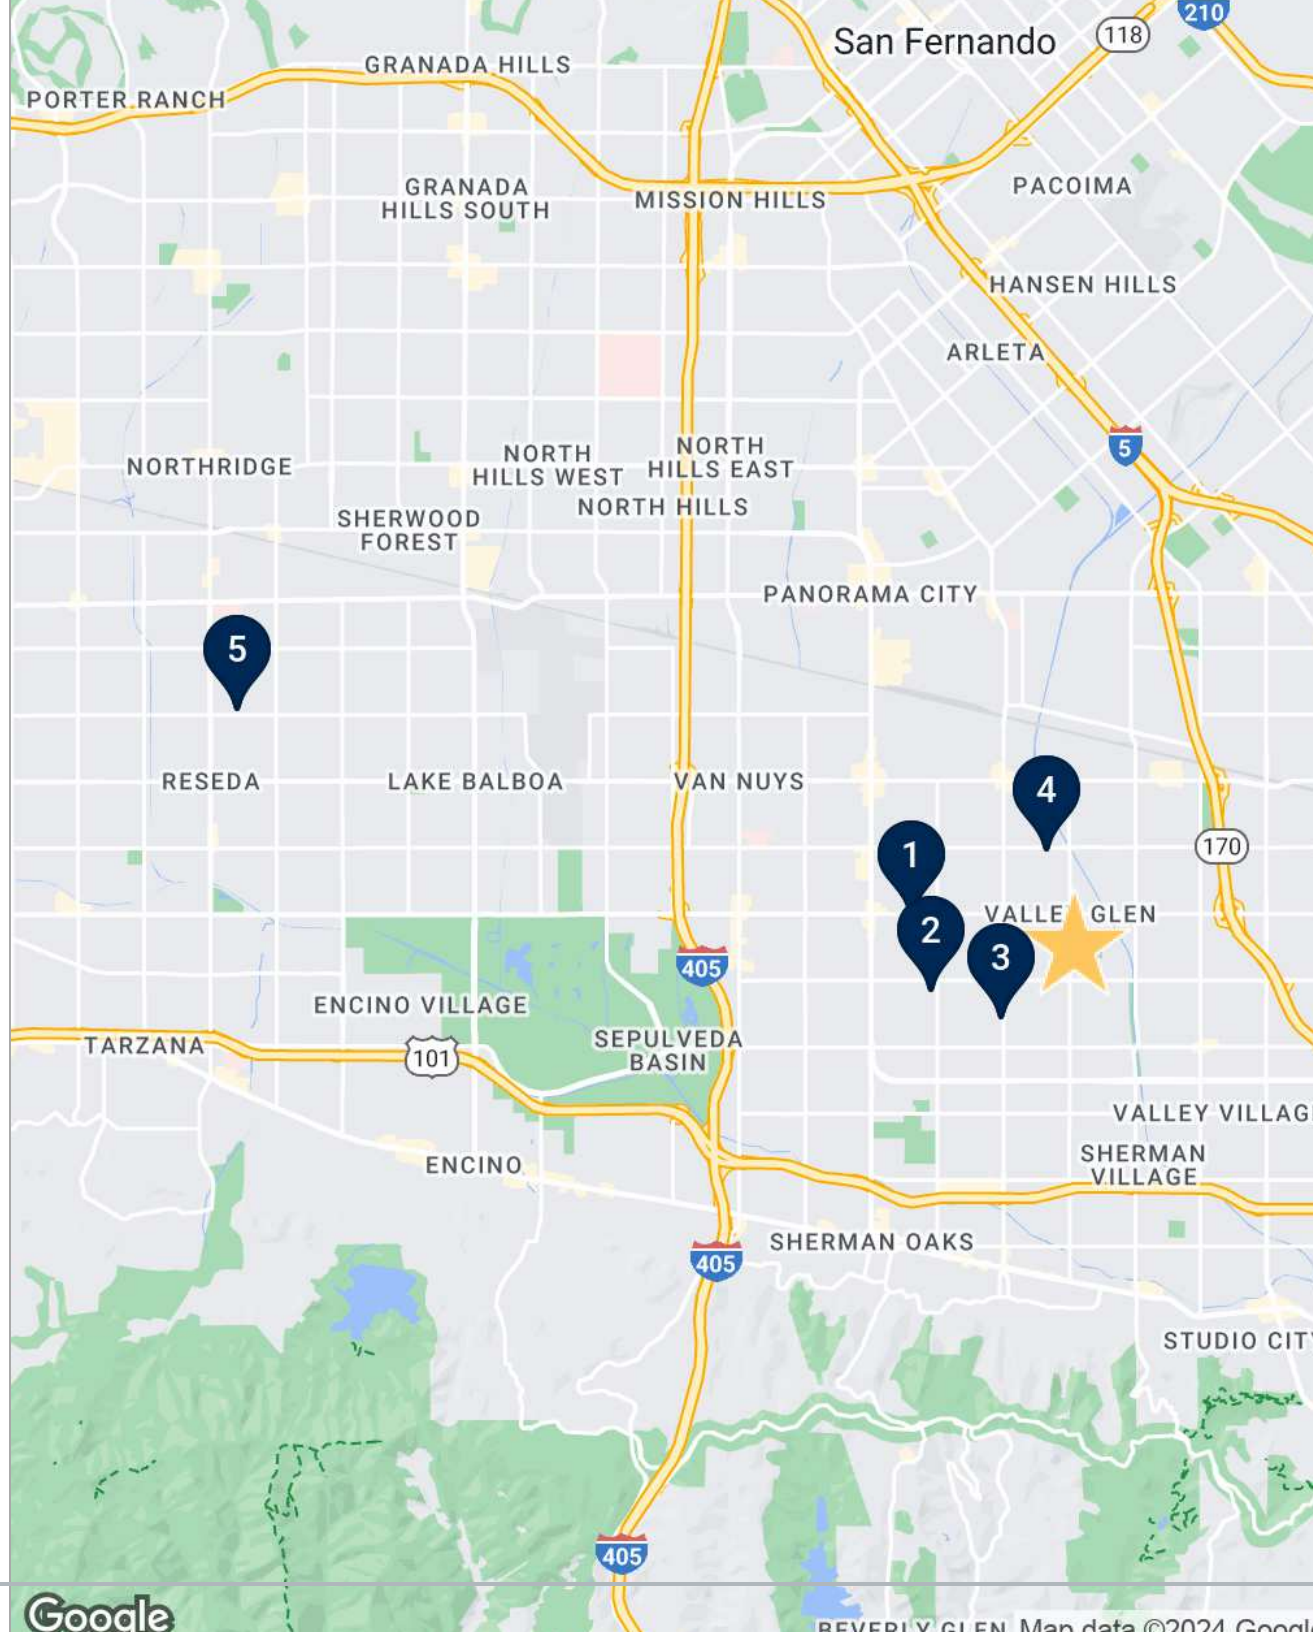 210
San Fernando
118
GRANADA HILLS
PORTER RANCH
GRANADA
HILLS SOUTH
MISSION HILLS
PACOIMA
HANSEN HILLS
ARLETA
5
NORTHRIDGE
NORTH
HILLS WEST
NORTH
HILLS EAST
NORTH HILLS
SHERWOOD
FOREST
PANORAMA CITY
5
RESEDA
LAKE BALBOA
VAN NUYS
4
1
170
VALLE GLEN
2
3
405
ENCINO VILLAGE
SEPULVEDA
BASIN
TARZANA
101
VALLEY VILLAG
ENCINO
SHERMAN
VILLAGE
SHERMAN OAKS
405
STUDIO CIT
405
Google
BEVERLY GLEN
Map data ©2024 Googl